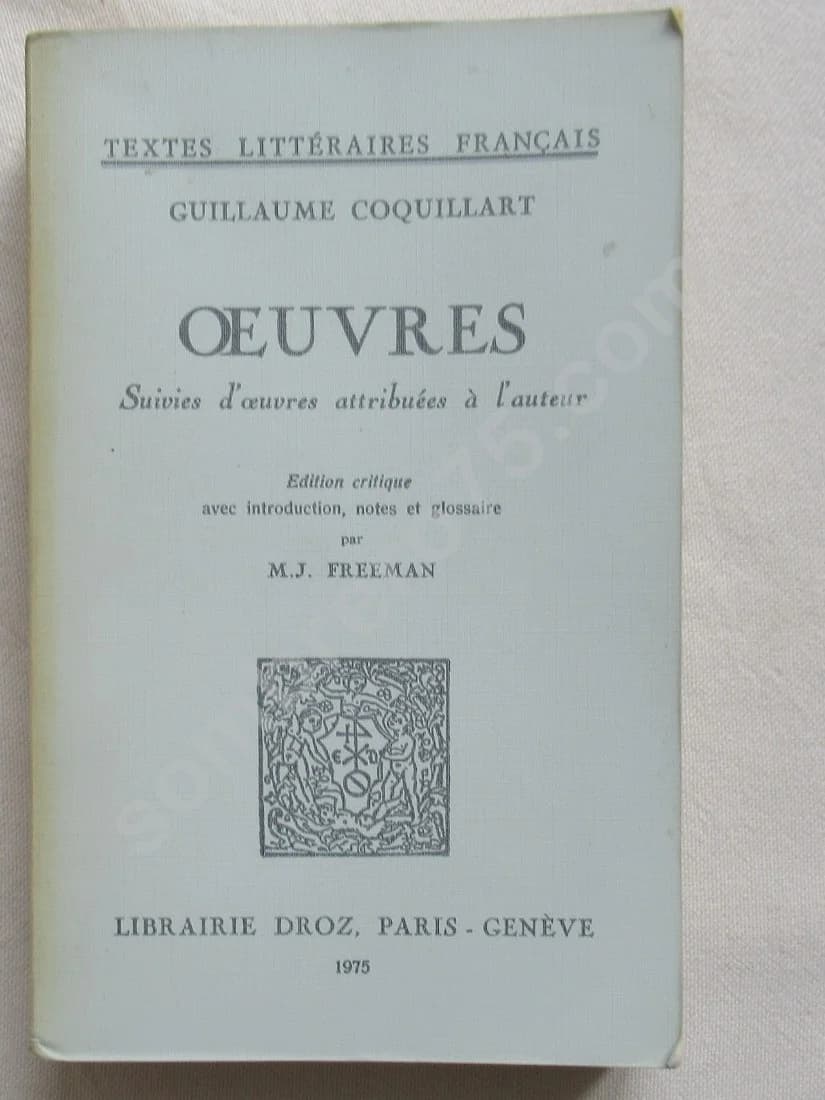 TEXTES LITTÉRAIRES FRANÇAIS
GUILLAUME COQUILLART
ŒUVRES
Suivies d'œuvres attribuées à l'auteur
Edition critique
avec introduction, notes et glossaire
par
M.J. FREEMAN
LIBRAIRIE DROZ, PARIS - GENÈVE
1975